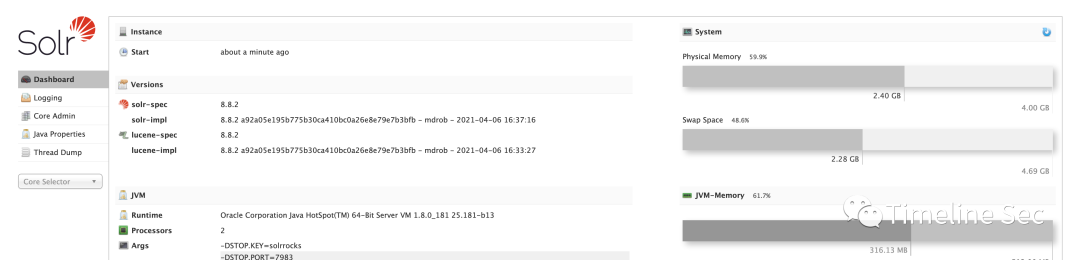 Solr
Dashboard
Logging
Core Admin
Java Properties
Thread Dump
Core Selector
Instance
Start about a minute ago
Versions
solr-spec 8.8.2
solr-impl 8.8.2 a92a05e195b775b30ca410bc0a26e8e79e7b3bfb - mdrob - 2021-04-06 16:37:16
lucene-spec 8.8.2
lucene-impl 8.8.2 a92a05e195b775b30ca410bc0a26e8e79e7b3bfb - mdrob - 2021-04-06 16:33:27
JVM
Runtime Oracle Corporation Java HotSpot(TM) 64-Bit Server VM 1.8.0_181 25.181-b13
Processors 2
Args -DSTOP.KEY=solrrocks
-DSTOP.PORT=7983
System
Physical Memory 59.9%
2.40 GB
4.00 GB
Swap Space 48.6%
2.28 GB
4.69 GB
JVM-Memory 61.7%
Timeline Sec
316.13 MB